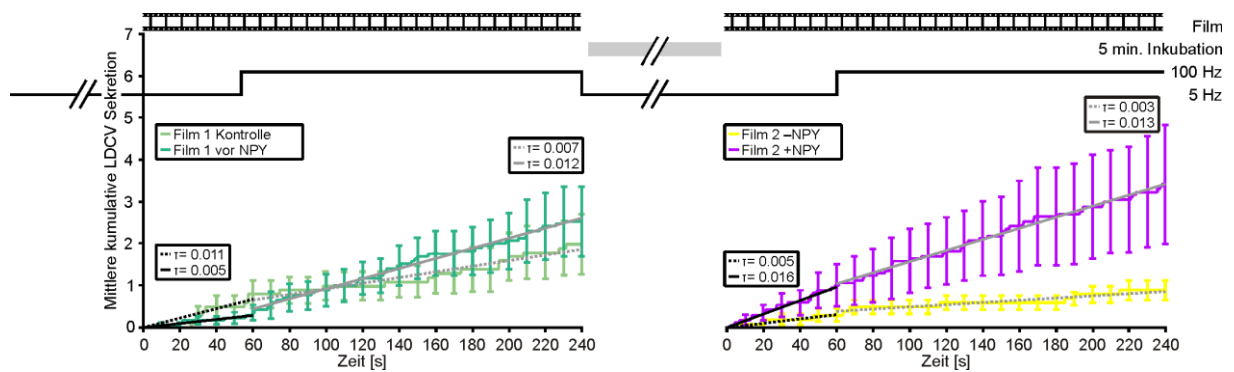 Film
5 min. Inkubation
100 Hz
5 Hz
Mittlere kumulative LDCV Sekretion
7
6
5
4
3
2
1
0
Film 1 Kontrolle
Film 1 vor NPY
τ= 0.007
τ= 0.012
τ= 0.011
τ= 0.005
0 20 40 60 80 100 120 140 160 180 200 220 240
Zeit [s]
Film 2 –NPY
Film 2 +NPY
τ= 0.003
τ= 0.013
τ= 0.005
τ= 0.016
0 20 40 60 80 100 120 140 160 180 200 220 240
Zeit [s]